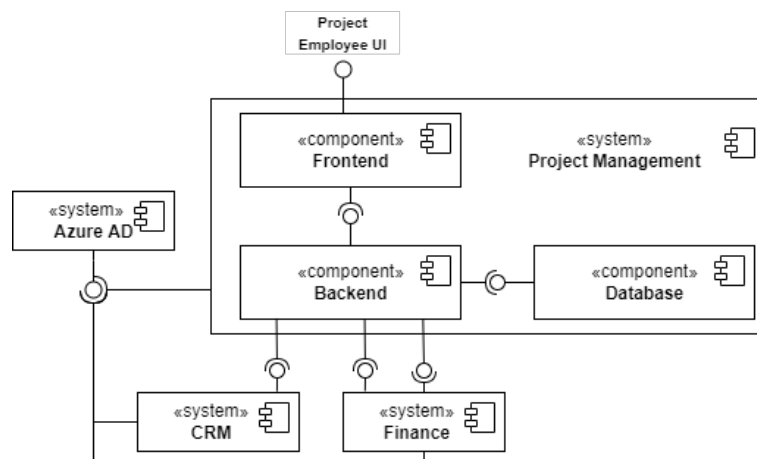 Project
Employee UI
«component»
Frontend
«system»
Project Management
«system»
Azure AD
«component»
Backend
«component»
Database
«system»
CRM
«system»
Finance